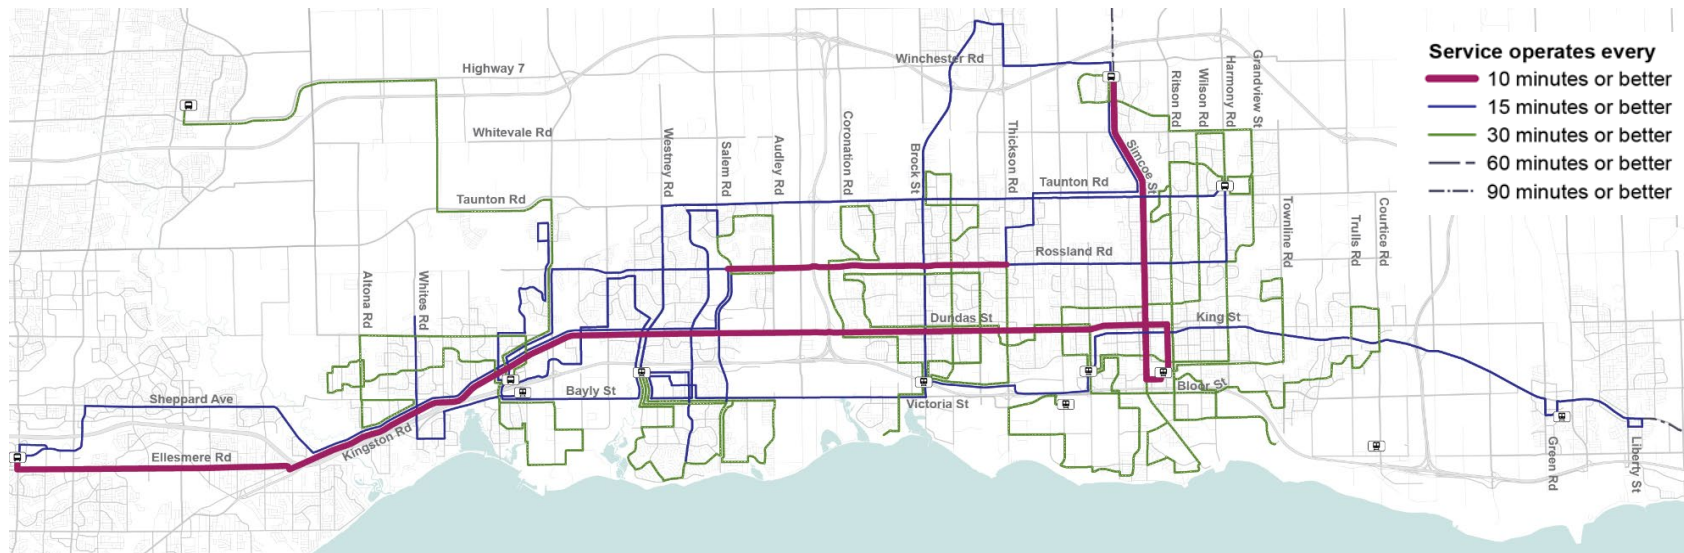 Service operates every
10 minutes or better
15 minutes or better
30 minutes or better
60 minutes or better
90 minutes or better
Highway 7
Winchester Rd
Ritson Rd
Wilson Rd
Harmony Rd
Grandview St
Whitevale Rd
Westney Rd
Salem Rd
Audley Rd
Coronation Rd
Brock St
Thickson Rd
Simcoe St
Taunton Rd
Taunton Rd
Townline Rd
Trulls Rd
Courtice Rd
Rossland Rd
Altona Rd
Whites Rd
Dundas St
King St
Bayly St
Bloor St
Sheppard Ave
Victoria St
Kingston Rd
Ellesmere Rd
Green Rd
Liberty St